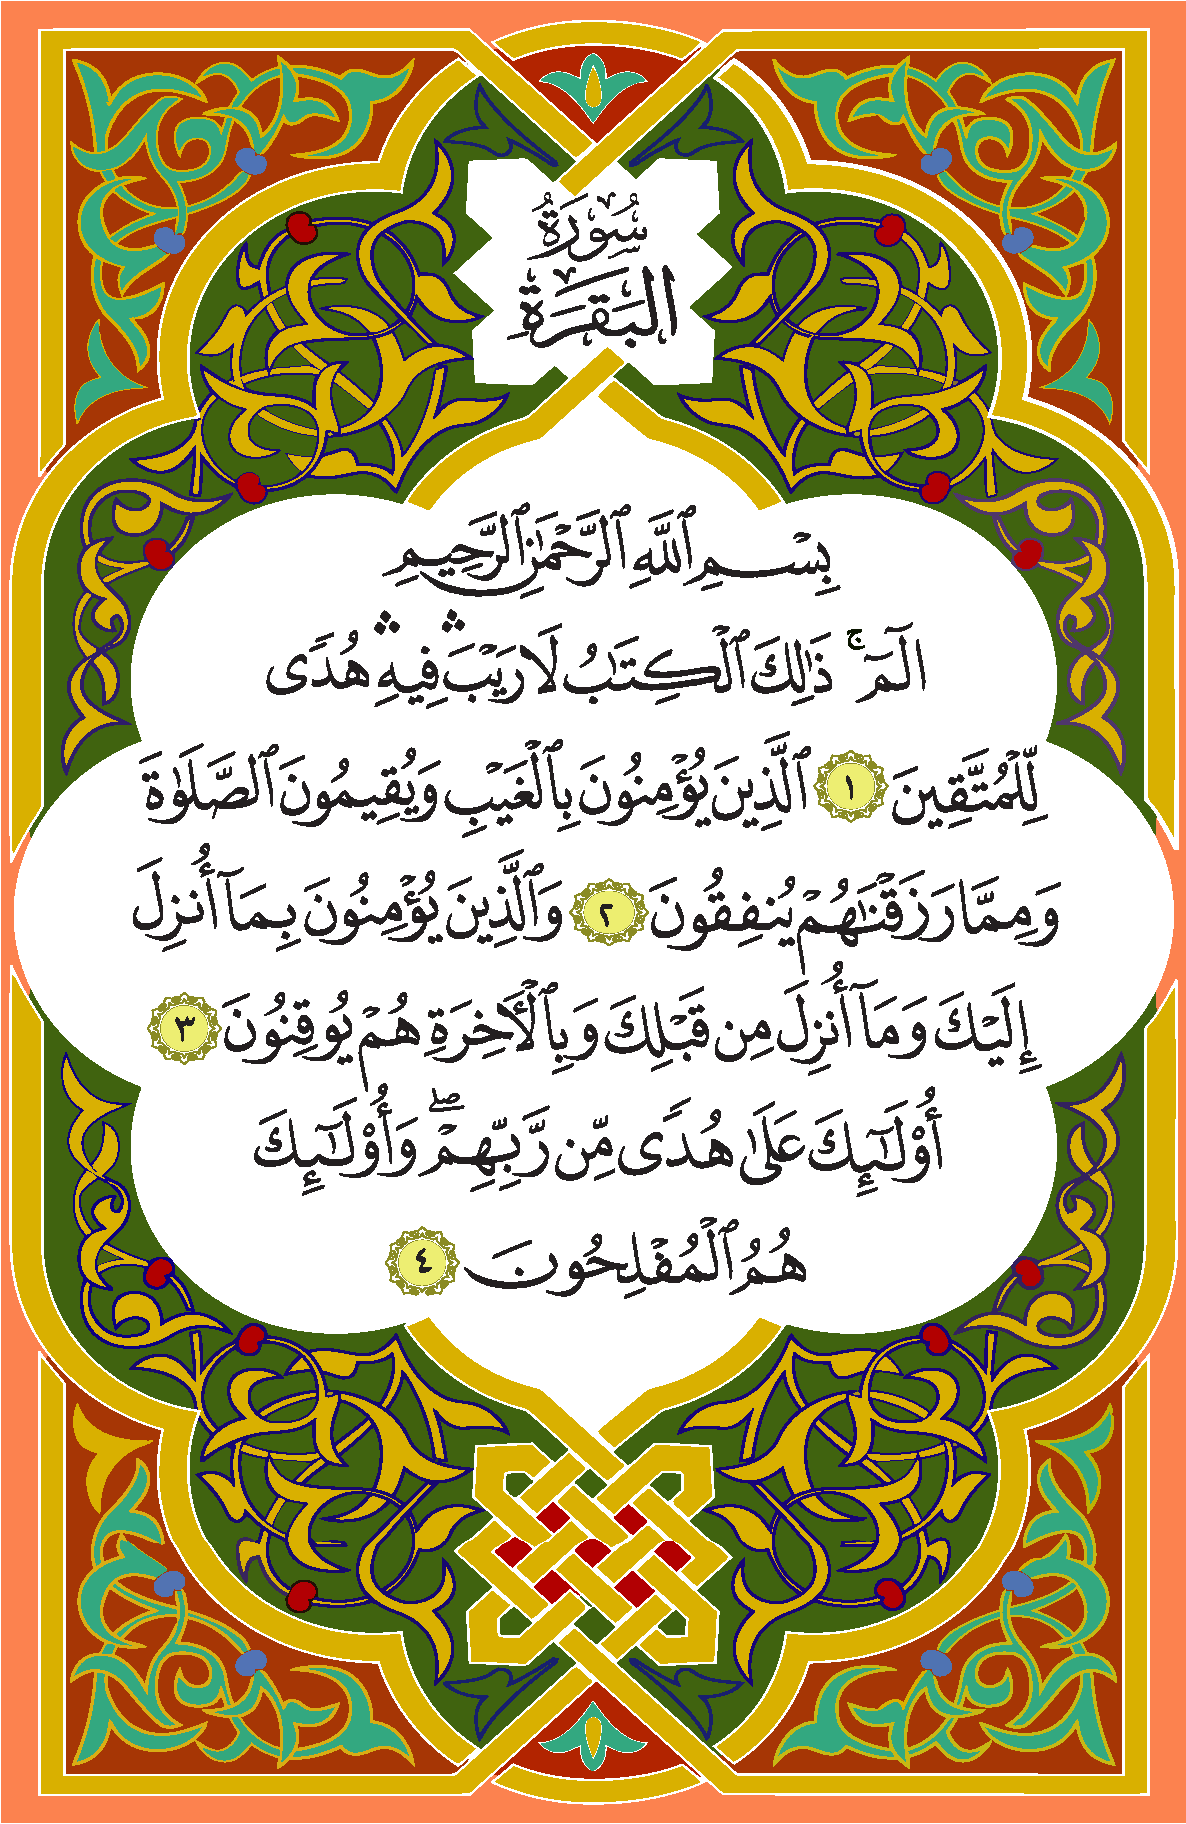 سُورَةُ
البَقَرَةِ
بِسْمِ ٱللَّهِ ٱلرَّحْمَٰنِ ٱلرَّحِيمِ
الٓمٓ ۚ ذَٰلِكَ ٱلْكِتَٰبُ لَا رَيْبَ ۛ فِيهِ ۛ هُدًى
لِّلْمُتَّقِينَ ١ ٱلَّذِينَ يُؤْمِنُونَ بِٱلْغَيْبِ وَيُقِيمُونَ ٱلصَّلَوٰةَ
وَمِمَّا رَزَقْنَٰهُمْ يُنفِقُونَ ٢ وَٱلَّذِينَ يُؤْمِنُونَ بِمَآ أُنزِلَ
إِلَيْكَ وَمَآ أُنزِلَ مِن قَبْلِكَ وَبِٱلْأَخِرَةِ هُمْ يُوقِنُونَ ٣
أُوْلَٰٓئِكَ عَلَىٰ هُدًى مِّن رَّبِّهِمْ ۖ وَأُوْلَٰٓئِكَ
هُمُ ٱلْمُفْلِحُونَ ٤